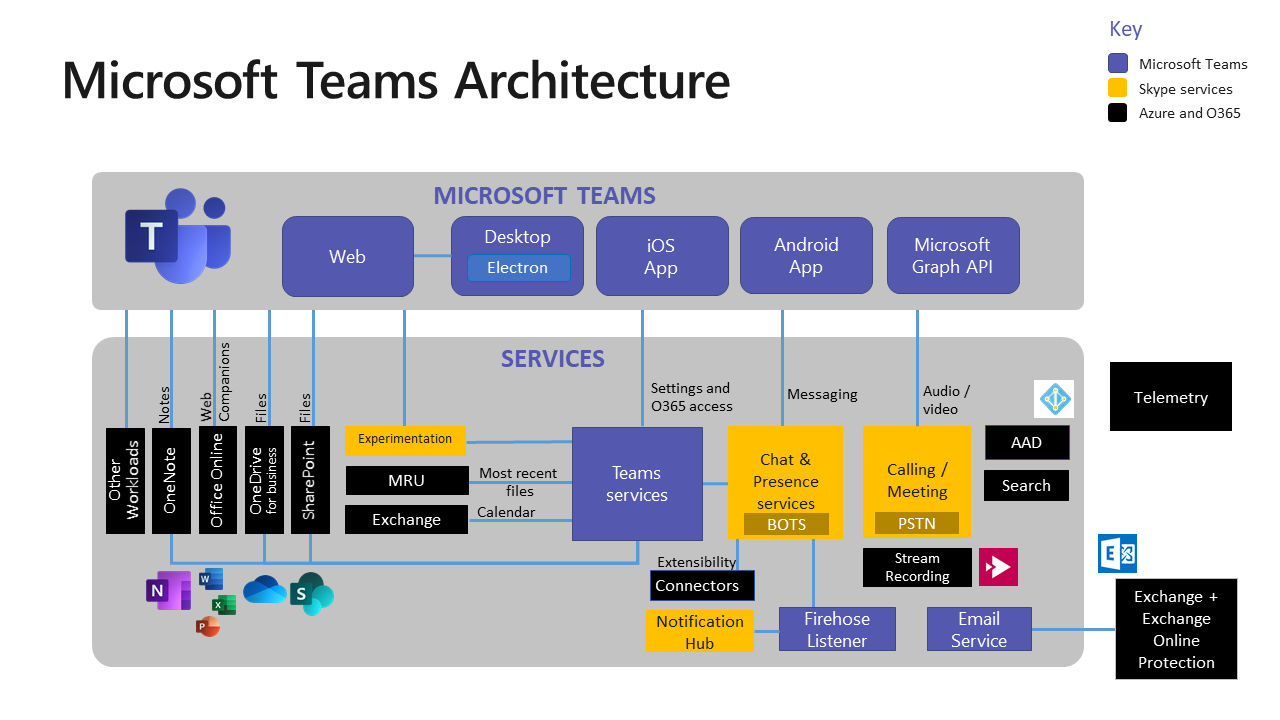 Microsoft Teams Architecture
Key
Microsoft Teams
Skype services
Azure and O365
MICROSOFT TEAMS
T
Web
Desktop
Electron
iOS
App
Android
App
Microsoft
Graph API
SERVICES
Notes
Web
Companions
Files
Files
Settings and
O365 access
Messaging
Audio /
video
Telemetry
Other
Workloads
OneNote
Office Online
OneDrive
for business
SharePoint
Experimentation
MRU
Exchange
Most recent
files
Calendar
Teams
services
Chat &
Presence
services
BOTS
Calling /
Meeting
PSTN
AAD
Search
Stream
Recording
Extensibility
Connectors
Notification
Hub
Firehose
Listener
Email
Service
N
W
X
P
S
E
Exchange +
Exchange
Online
Protection